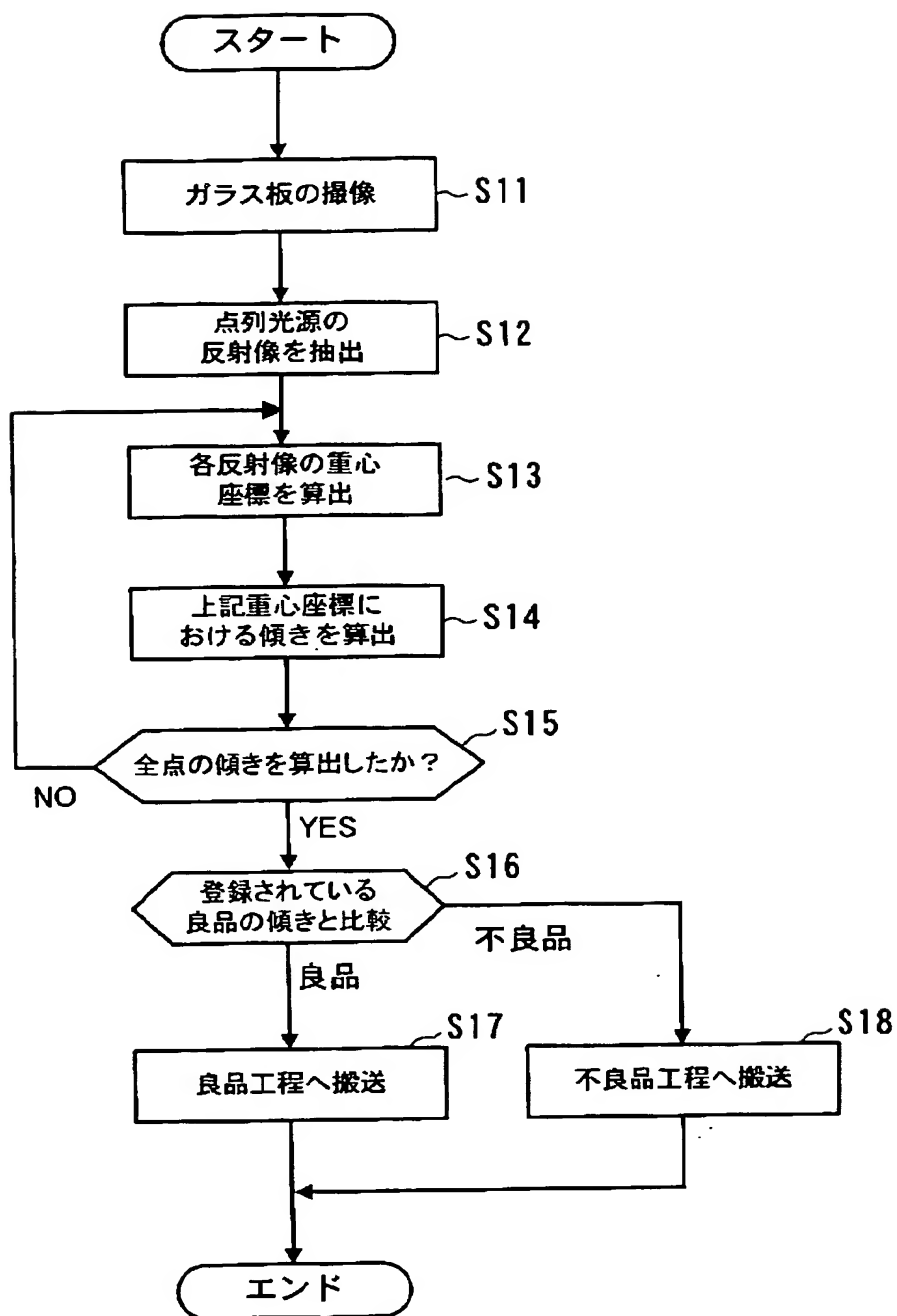 スタート
ガラス板の撮像
S11
点列光源の
反射像を抽出
S12
各反射像の重心
座標を算出
S13
上記重心座標に
おける傾きを算出
S14
全点の傾きを算出したか？
S15
NO
YES
登録されている
良品の傾きと比較
S16
不良品
良品
良品工程へ搬送
S17
不良品工程へ搬送
S18
エンド